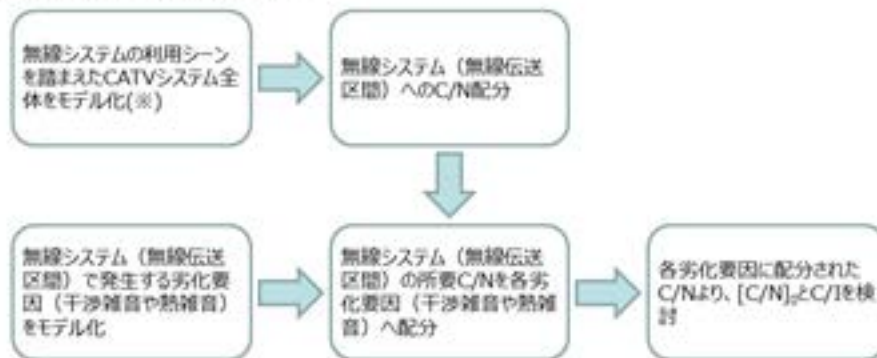 無線システムの利用シーン
を踏まえたCATVシステム全
体をモデル化(※)
無線システム（無線伝送
区間）へのC/N配分
無線システム（無線伝送
区間）で発生する劣化要
因（干渉雑音や熱雑音）
をモデル化
無線システム（無線伝送
区間）の所要C/Nを各劣
化要因（干渉雑音や熱雑
音）へ配分
各劣化要因に配分された
C/Nより、[C/N]₀とC/Iを検
討